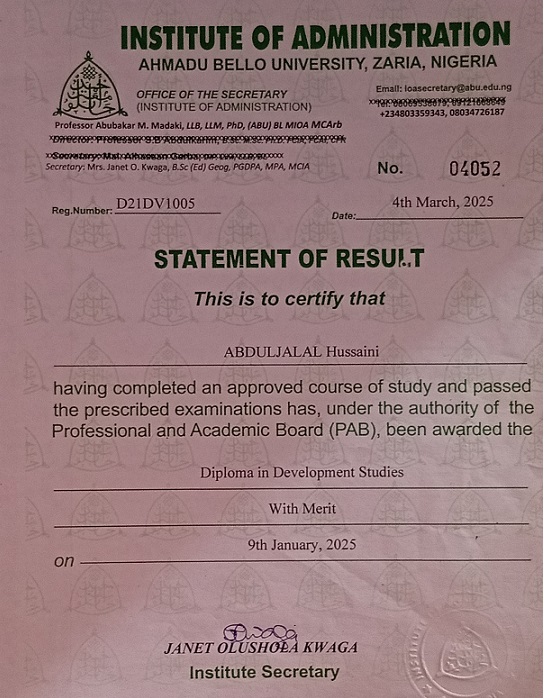 INSTITUTE OF ADMINISTRATION
AHMADU BELLO UNIVERSITY, ZARIA, NIGERIA
OFFICE OF THE SECRETARY
(INSTITUTE OF ADMINISTRATION)
Email: ioasecretary@abu.edu.ng
+234803359343, 08034726187
Professor Abubakar M. Madaki, LLB, LLM, PhD, (ABU) BL MIOA MCArb
Secretary: Mrs. Janet O. Kwaga, B.Sc (Ed) Geog, PGDPA, MPA, MCIA
No. 04052
Reg.Number: D21DV1005
Date: 4th March, 2025
STATEMENT OF RESULT
This is to certify that
ABDULJALAL Hussaini
having completed an approved course of study and passed
the prescribed examinations has, under the authority of the
Professional and Academic Board (PAB), been awarded the
Diploma in Development Studies
With Merit
on 9th January, 2025
JANET OLUSHOLA KWAGA
Institute Secretary